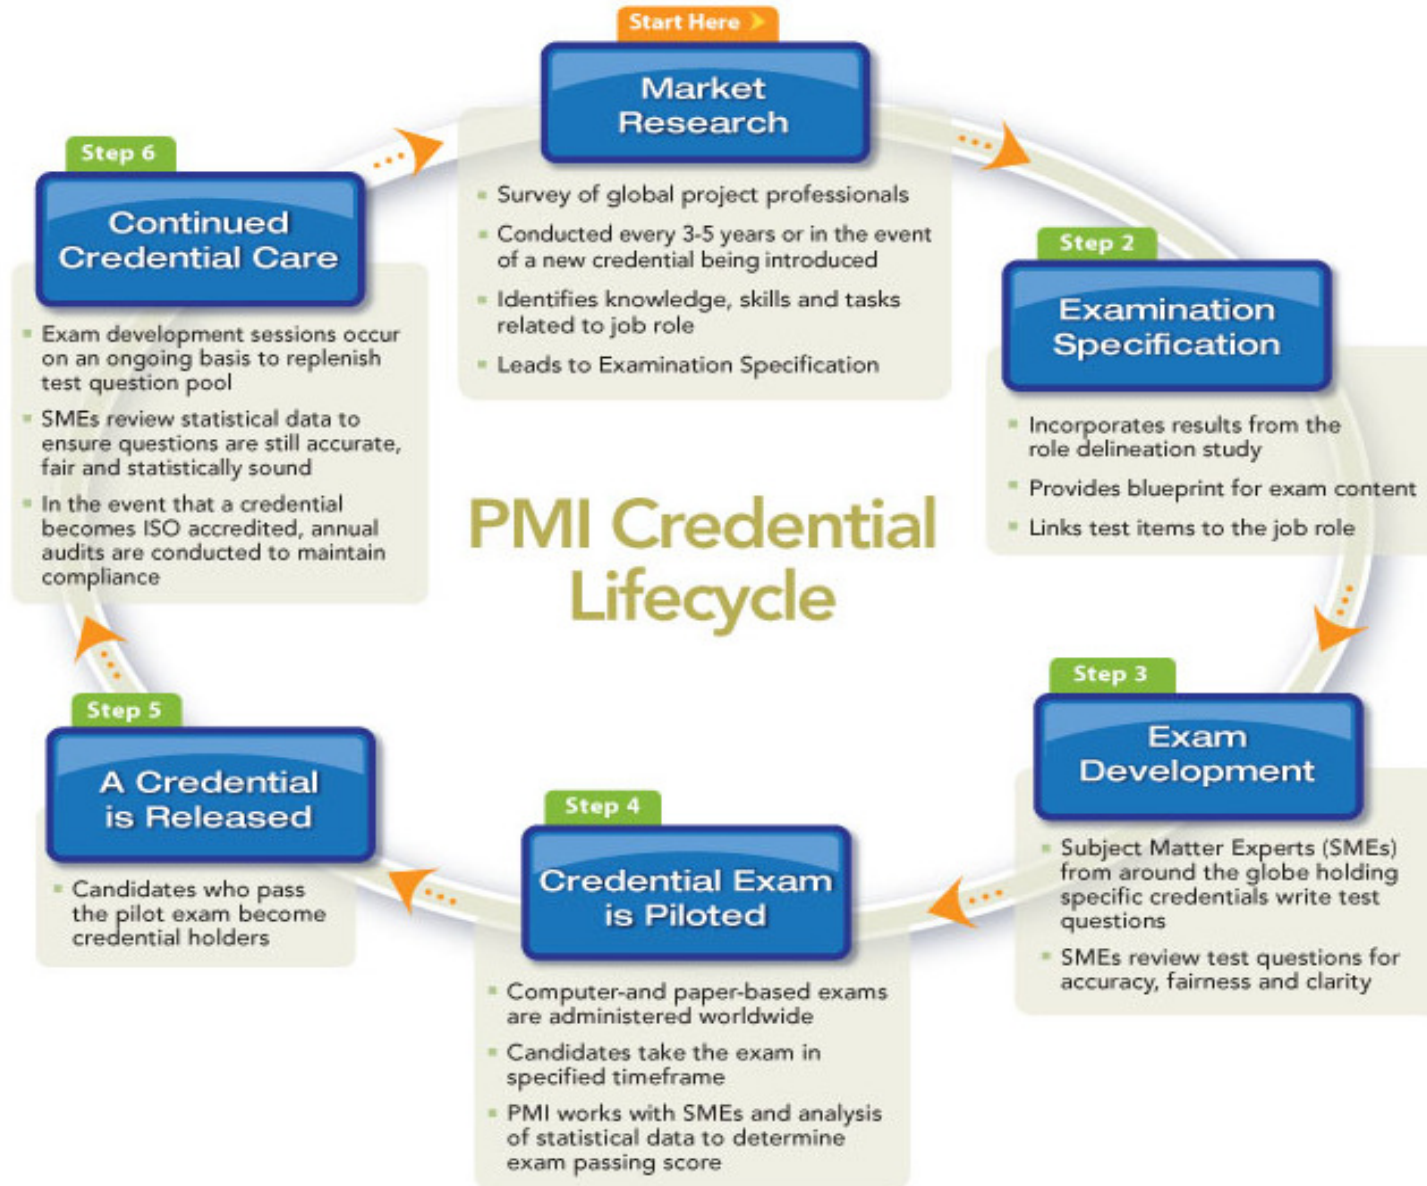 Start Here
Market
Research
Survey of global project professionals
Conducted every 3-5 years or in the event
of a new credential being introduced
Identifies knowledge, skills and tasks
related to job role
Leads to Examination Specification
Step 2
Examination
Specification
Incorporates results from the
role delineation study
Provides blueprint for exam content
Links test items to the job role
Step 3
Exam
Development
Subject Matter Experts (SMEs)
from around the globe holding
specific credentials write test
questions
SMEs review test questions for
accuracy, fairness and clarity
Step 4
Credential Exam
is Piloted
Computer-and paper-based exams
are administered worldwide
Candidates take the exam in
specified timeframe
PMI works with SMEs and analysis
of statistical data to determine
exam passing score
Step 5
A Credential
is Released
Candidates who pass
the pilot exam become
credential holders
Step 6
Continued
Credential Care
Exam development sessions occur
on an ongoing basis to replenish
test question pool
SMEs review statistical data to
ensure questions are still accurate,
fair and statistically sound
In the event that a credential
becomes ISO accredited, annual
audits are conducted to maintain
compliance
PMI Credential
Lifecycle